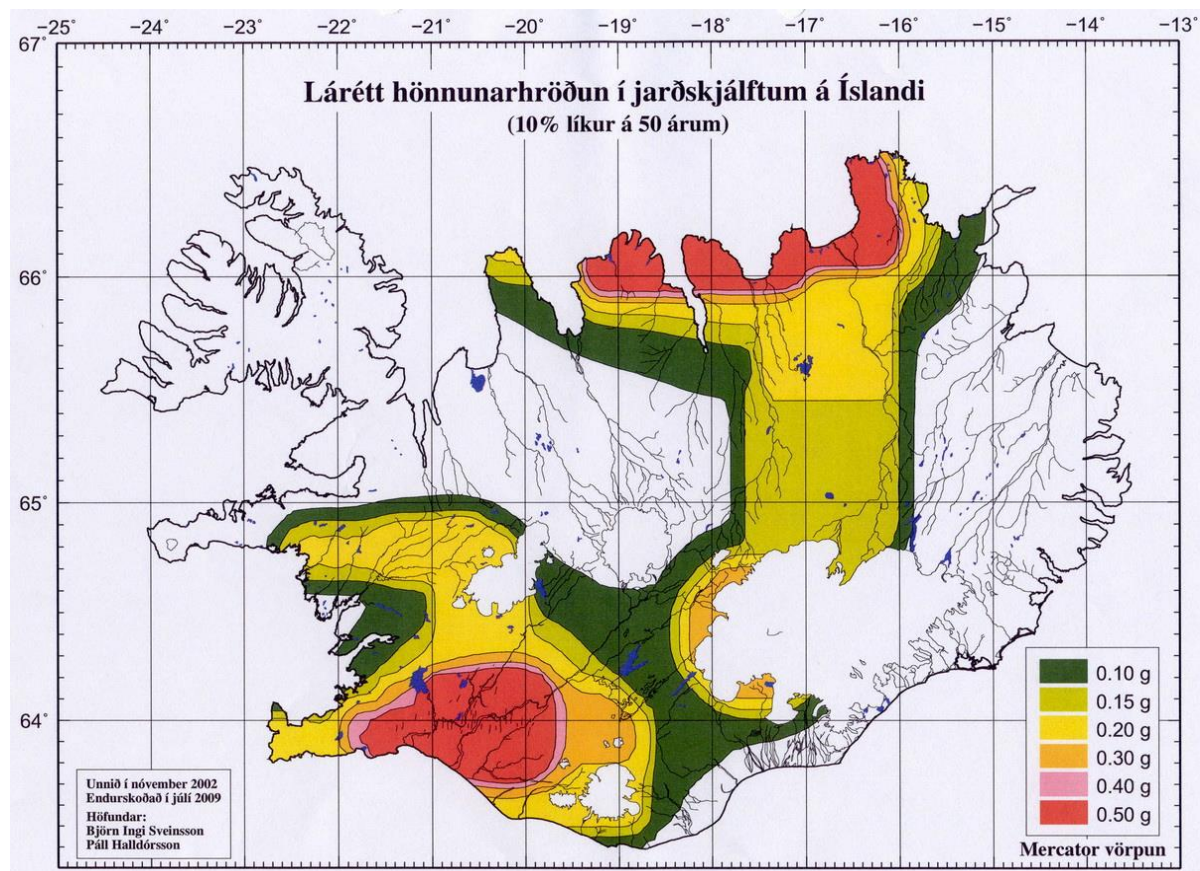 −25° −24° −23° −22° −21° −20° −19° −18° −17° −16° −15° −14° −13°
67°
Lárétt hönnunarhröðun í jarðskjálftum á Íslandi
(10% líkur á 50 árum)
66°
65°
64°
0.10 g
0.15 g
0.20 g
0.30 g
0.40 g
0.50 g
Unnið í nóvember 2002
Endurskoðað í júlí 2009
Höfundar:
Björn Ingi Sveinsson
Páll Halldórsson
Mercator vörpun